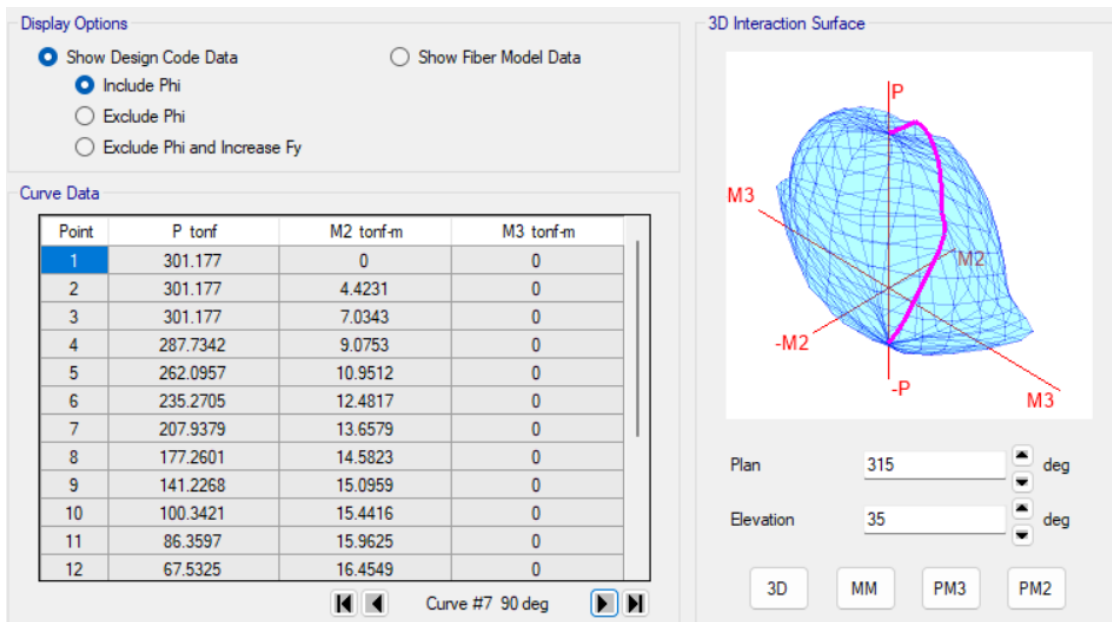 Display Options
Show Design Code Data
Show Fiber Model Data
Include Phi
Exclude Phi
Exclude Phi and Increase Fy
Curve Data
Point P tonf M2 tonf-m M3 tonf-m
1 301.177 0 0
2 301.177 4.4231 0
3 301.177 7.0343 0
4 287.7342 9.0753 0
5 262.0957 10.9512 0
6 235.2705 12.4817 0
7 207.9379 13.6579 0
8 177.2601 14.5823 0
9 141.2268 15.0959 0
10 100.3421 15.4416 0
11 86.3597 15.9625 0
12 67.5325 16.4549 0
Curve #7 90 deg
3D Interaction Surface
P
M3
M2
-M2
-P
M3
Plan 315 deg
Elevation 35 deg
3D MM PM3 PM2